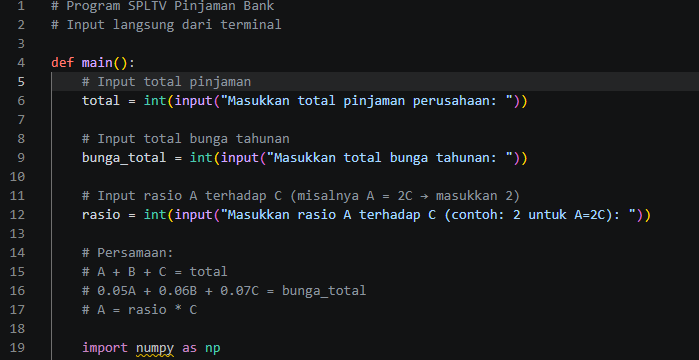 1 # Program SPLTV Pinjaman Bank
2 # Input langsung dari terminal
3
4 def main():
5     # Input total pinjaman
6     total = int(input("Masukkan total pinjaman perusahaan: "))
7
8     # Input total bunga tahunan
9     bunga_total = int(input("Masukkan total bunga tahunan: "))
10
11     # Input rasio A terhadap C (misalnya A = 2C → masukkan 2)
12     rasio = int(input("Masukkan rasio A terhadap C (contoh: 2 untuk A=2C): "))
13
14     # Persamaan:
15     # A + B + C = total
16     # 0.05A + 0.06B + 0.07C = bunga_total
17     # A = rasio * C
18
19     import numpy as np